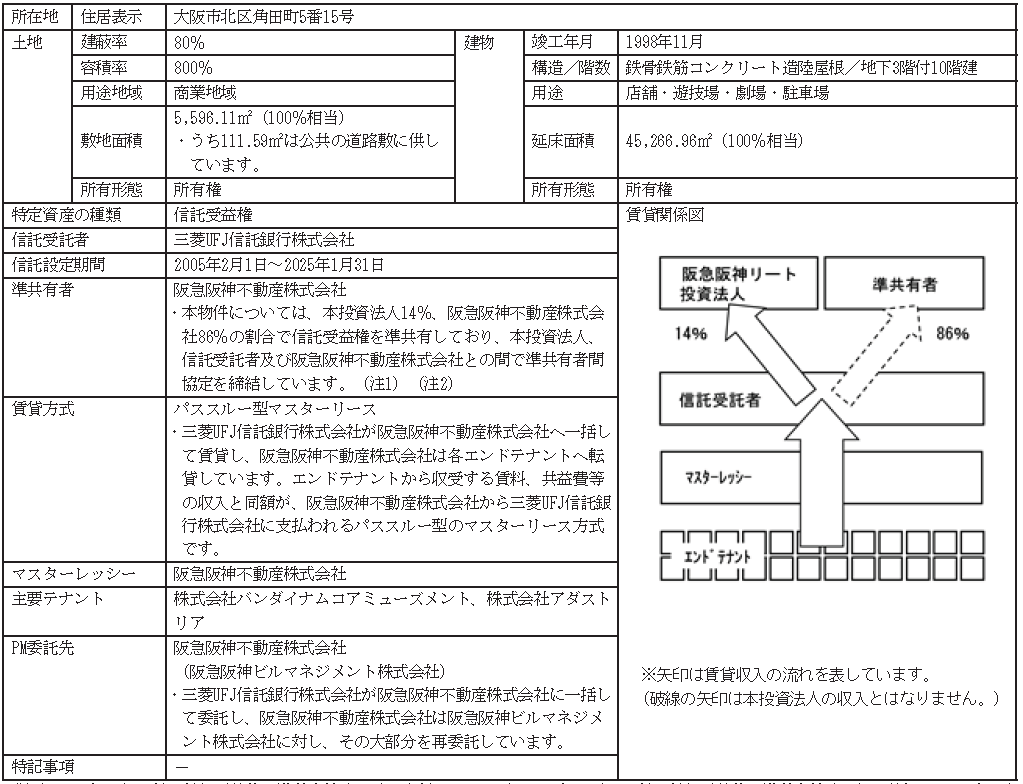 所在地 住居表示 大阪市北区角田町5番15号
土地 建蔽率 80% 建物 竣工年月 1998年11月
容積率 800% 構造／階数 鉄骨鉄筋コンクリート造陸屋根／地下3階付10階建
用途地域 商業地域 用途 店舗・遊技場・劇場・駐車場
敷地面積 5,596.11㎡（100%相当）
・うち111.59㎡は公共の道路敷に供し
ています。
延床面積 45,266.96㎡（100%相当）
所有形態 所有権 所有形態 所有権
特定資産の種類 信託受益権
信託受託者 三菱UFJ信託銀行株式会社
信託設定期間 2005年2月1日～2025年1月31日
準共有者 阪急阪神不動産株式会社
・本物件については、本投資法人14%、阪急阪神不動産株式会
社86%の割合で信託受益権を準共有しており、本投資法人、
信託受託者及び阪急阪神不動産株式会社との間で準共有者間
協定を締結しています。（注1）（注2）
賃貸方式 パススルー型マスターリース
・三菱UFJ信託銀行株式会社が阪急阪神不動産株式会社へ一括し
て賃貸し、阪急阪神不動産株式会社は各エンドテナントへ転
貸しています。エンドテナントから収受する賃料、共益費等
の収入と同額が、阪急阪神不動産株式会社から三菱UFJ信託銀
行株式会社に支払われるパススルー型のマスターリース方式
です。
マスターレッシー 阪急阪神不動産株式会社
主要テナント 株式会社バンダイナムコアミューズメント、株式会社アダスト
リア
PM委託先 阪急阪神不動産株式会社
（阪急阪神ビルマネジメント株式会社）
・三菱UFJ信託銀行株式会社が阪急阪神不動産株式会社に一括し
て委託し、阪急阪神不動産株式会社は阪急阪神ビルマネジメ
ント株式会社に対し、その大部分を再委託しています。
特記事項 －
賃貸関係図
阪急阪神リート
投資法人
準共有者
14%
86%
信託受託者
ﾏｽﾀｰﾚｯｼｰ
ｴﾝﾄﾞﾃﾅﾝﾄ
※矢印は賃貸収入の流れを表しています。
（破線の矢印は本投資法人の収入とはなりません。）